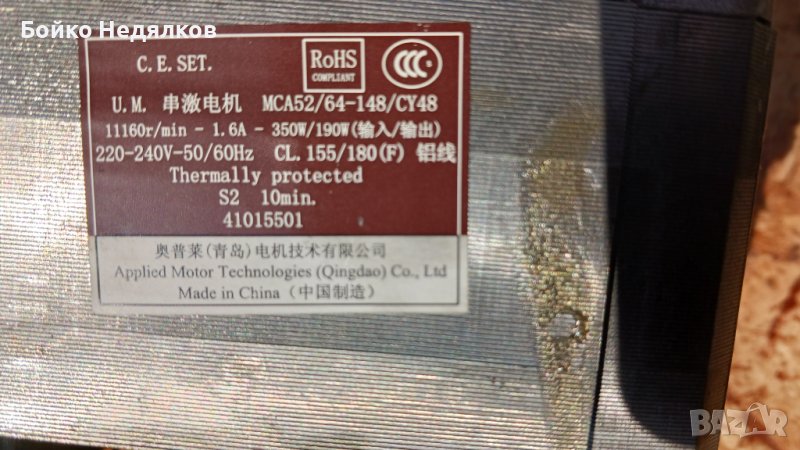 Бойко Недялков
C.E.SET.
RoHS
COMPLIANT
CCC
U.M. 串激电机 MCA52/64-148/CY48
11160r/min - 1.6A - 350W/190W(输入/输出)
220-240V-50/60Hz CL.155/180(F) 铝线
Thermally protected
S2 10min.
41015501
奥普莱(青岛)电机技术有限公司
Applied Motor Technologies (Qingdao) Co., Ltd
Made in China (中国制造)
BAZAR